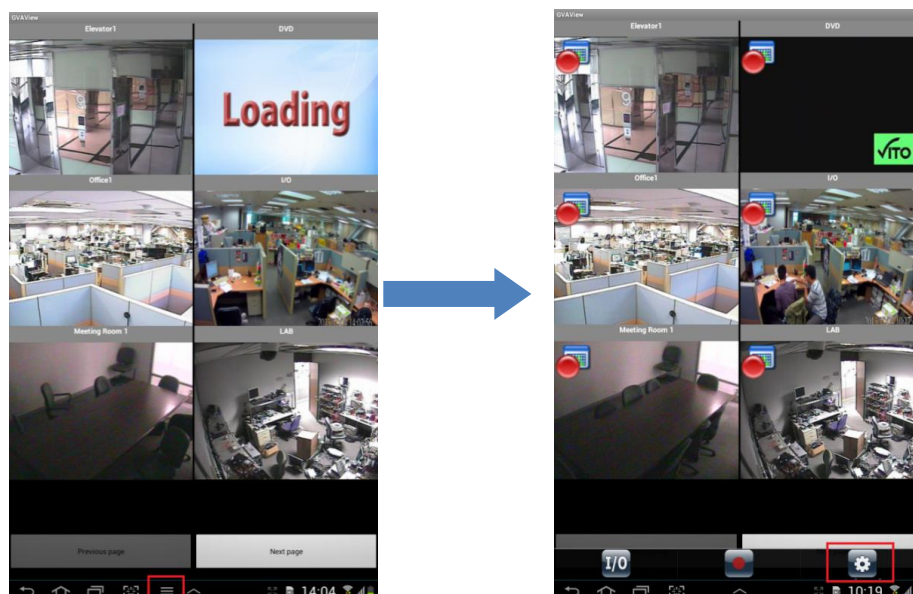 GVAView
Elevator1
DVD
Loading
Office1
I/O
Meeting Room 1
LAB
Previous page
Next page
14:04
GVAView
Elevator1
DVD
VITO
Office1
I/O
Meeting Room 1
LAB
I/O
10:19